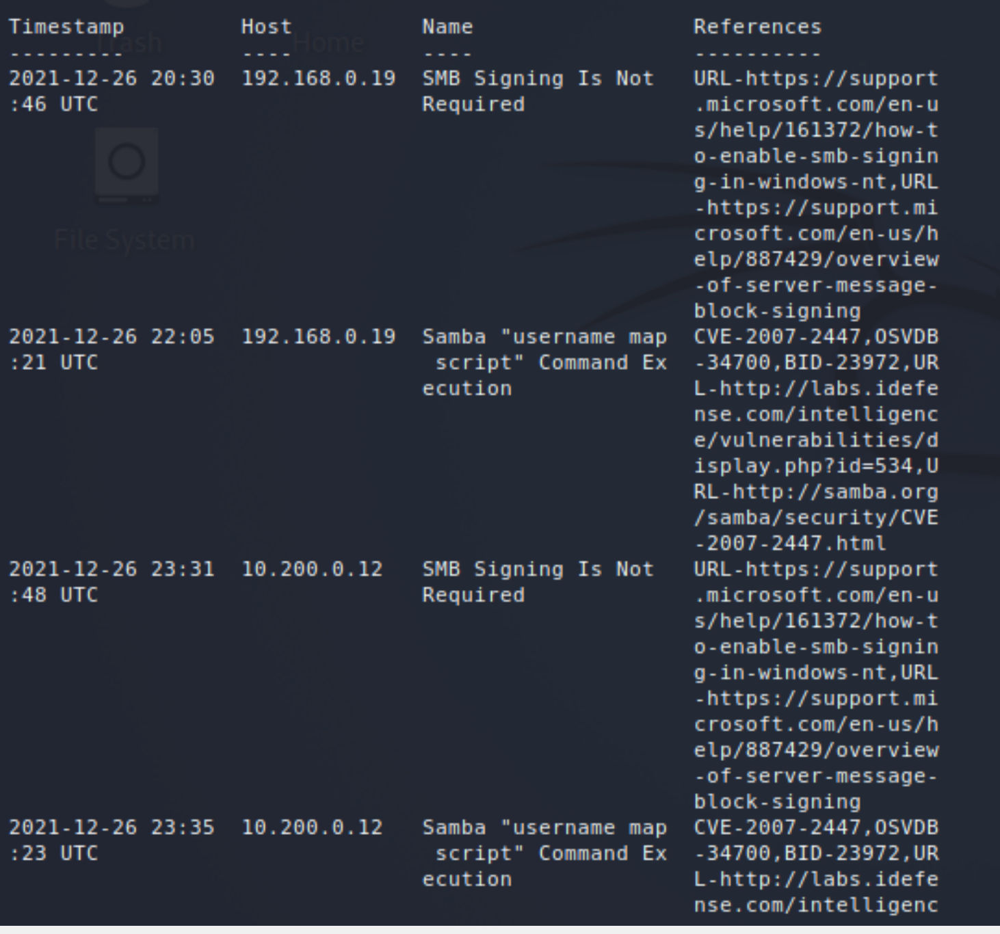 Timestamp Host Name References
--------- ---- ---- ----------
2021-12-26 20:30 192.168.0.19 SMB Signing Is Not URL-https://support
:46 UTC Required .microsoft.com/en-u
s/help/161372/how-t
o-enable-smb-signin
g-in-windows-nt,URL
-https://support.mi
crosoft.com/en-us/h
elp/887429/overview
-of-server-message-
block-signing
2021-12-26 22:05 192.168.0.19 Samba "username map CVE-2007-2447,OSVDB
:21 UTC script" Command Ex -34700,BID-23972,UR
ecution L-http://labs.idefe
nse.com/intelligenc
e/vulnerabilities/d
isplay.php?id=534,U
RL-http://samba.org
/samba/security/CVE
-2007-2447.html
2021-12-26 23:31 10.200.0.12 SMB Signing Is Not URL-https://support
:48 UTC Required .microsoft.com/en-u
s/help/161372/how-t
o-enable-smb-signin
g-in-windows-nt,URL
-https://support.mi
crosoft.com/en-us/h
elp/887429/overview
-of-server-message-
block-signing
2021-12-26 23:35 10.200.0.12 Samba "username map CVE-2007-2447,OSVDB
:23 UTC script" Command Ex -34700,BID-23972,UR
ecution L-http://labs.idefe
nse.com/intelligenc
Trash
Home
File System